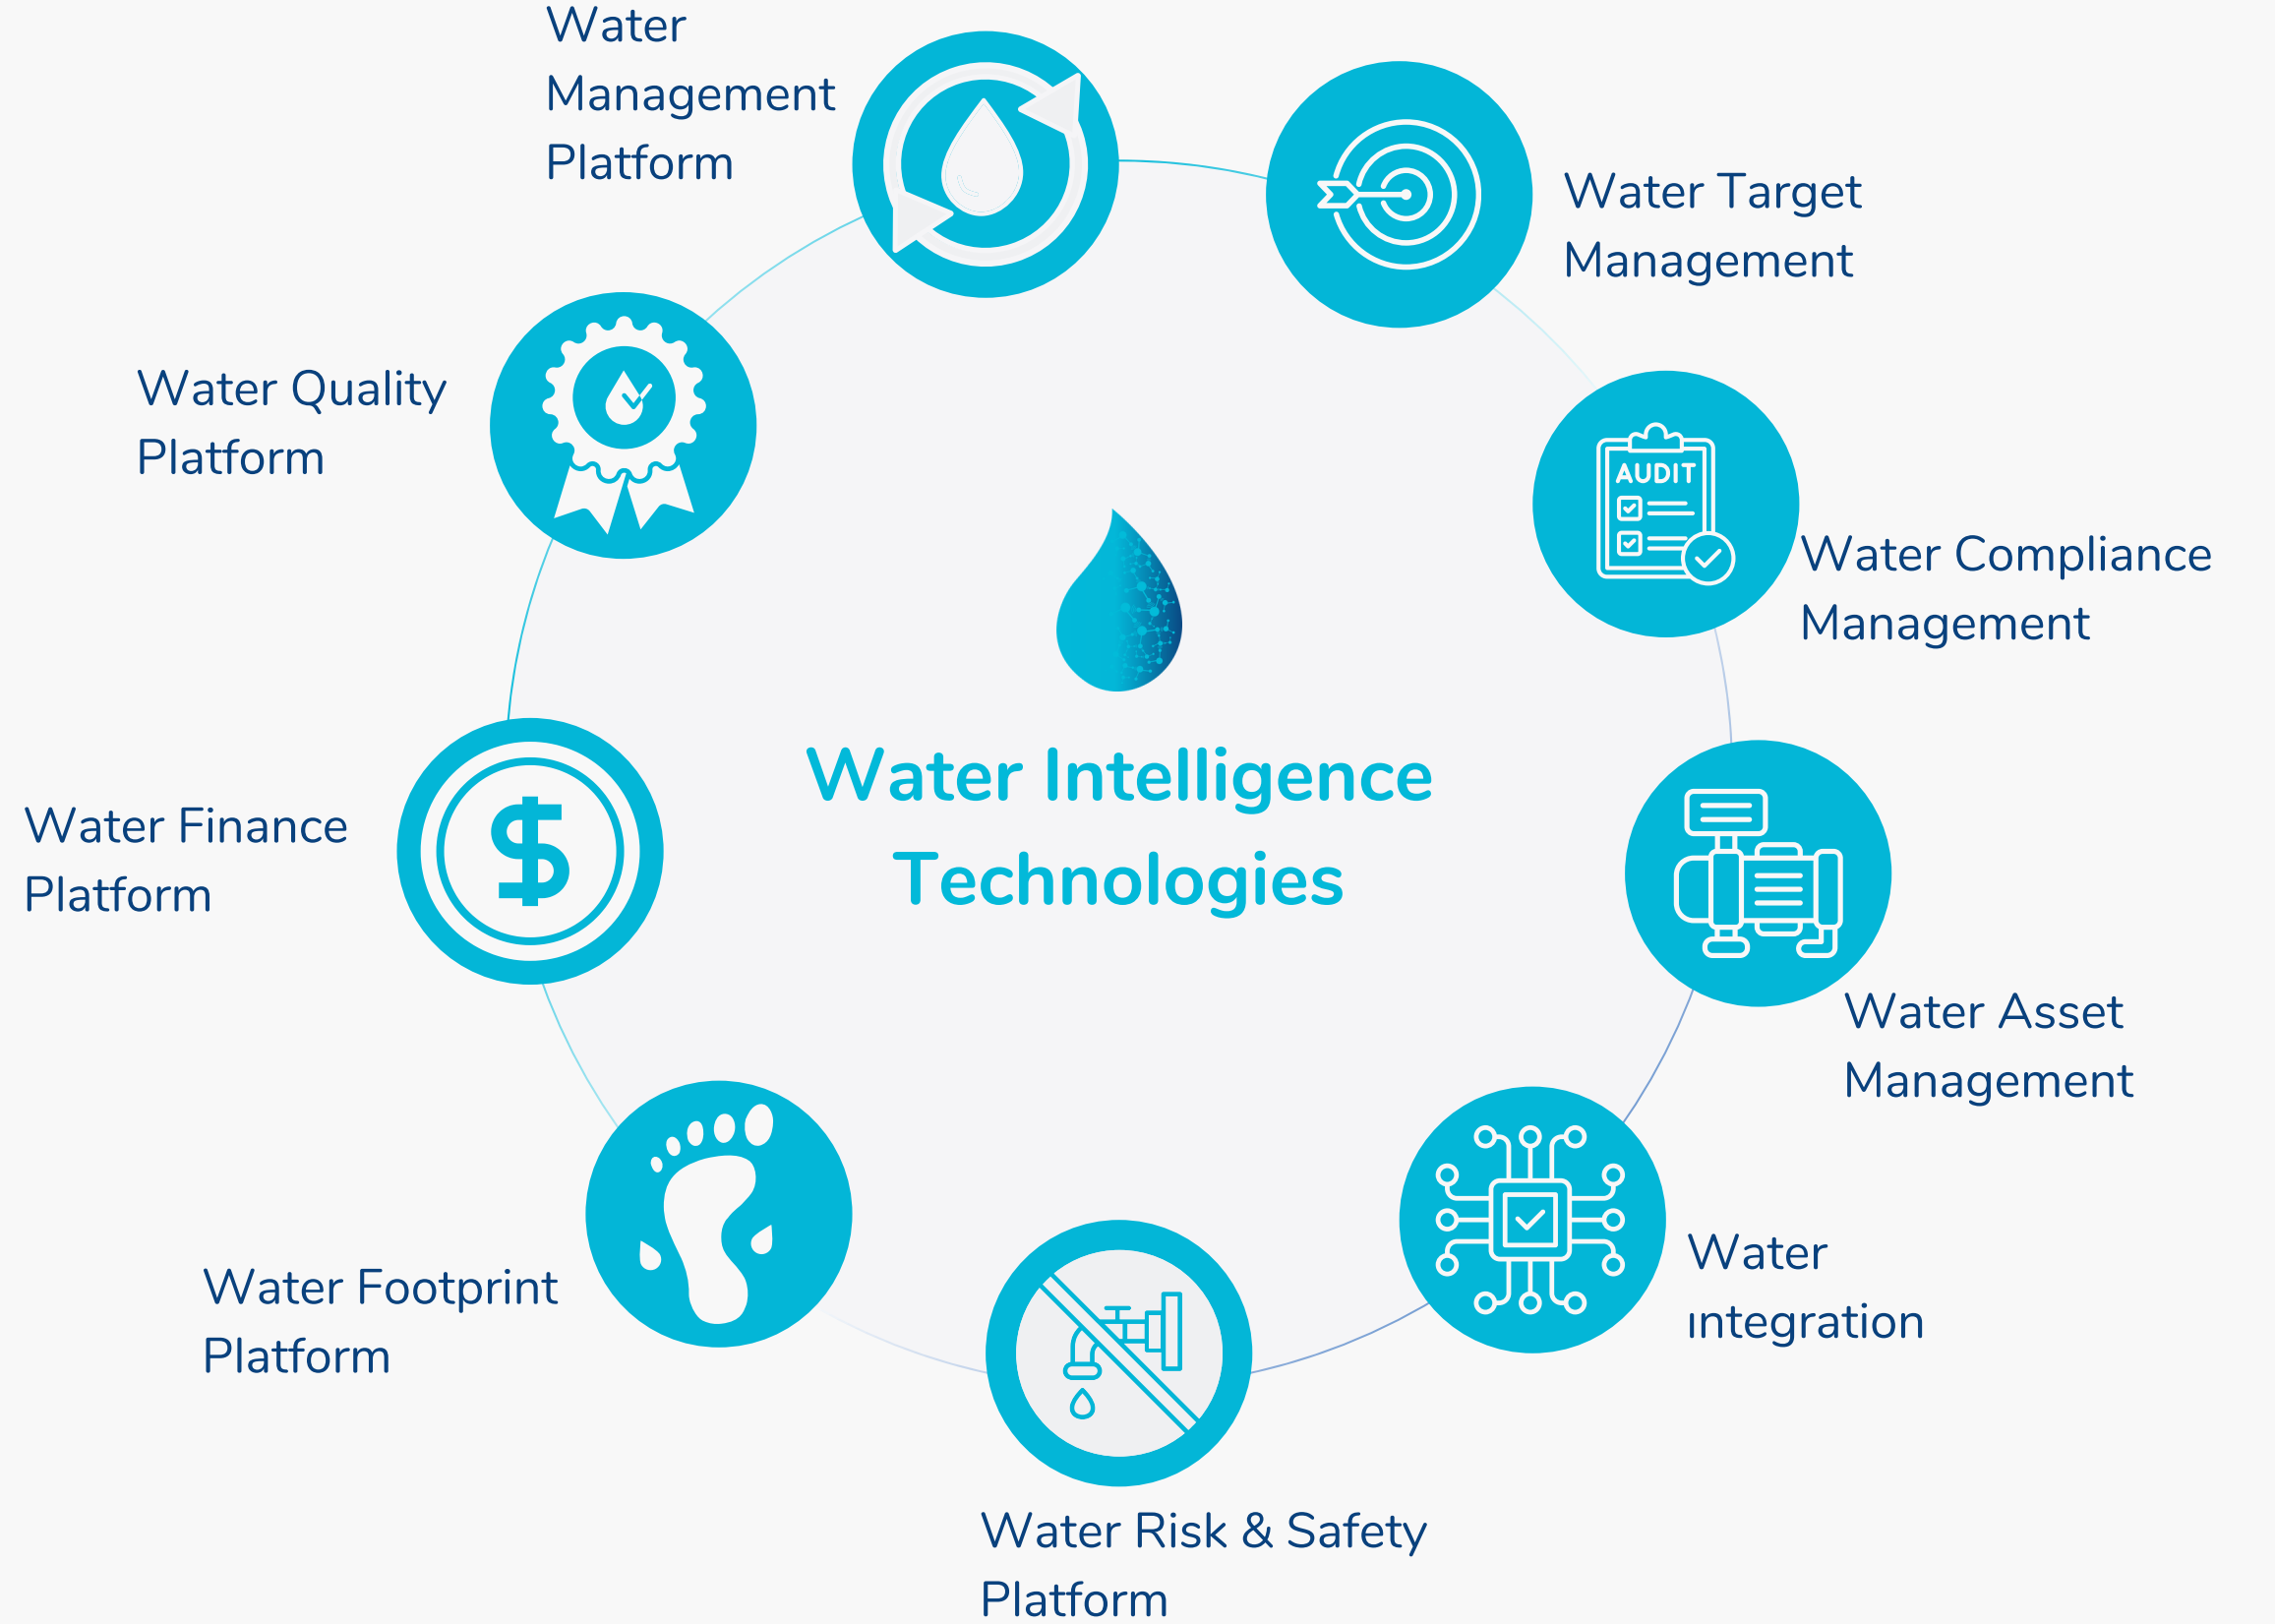 Water
Management
Platform
Water Target
Management
Water Quality
Platform
AUDIT
Water Compliance
Management
Water Intelligence
Technologies
Water Finance
Platform
Water Asset
Management
Water
ıntegration
Water Footprint
Platform
Water Risk & Safety
Platform